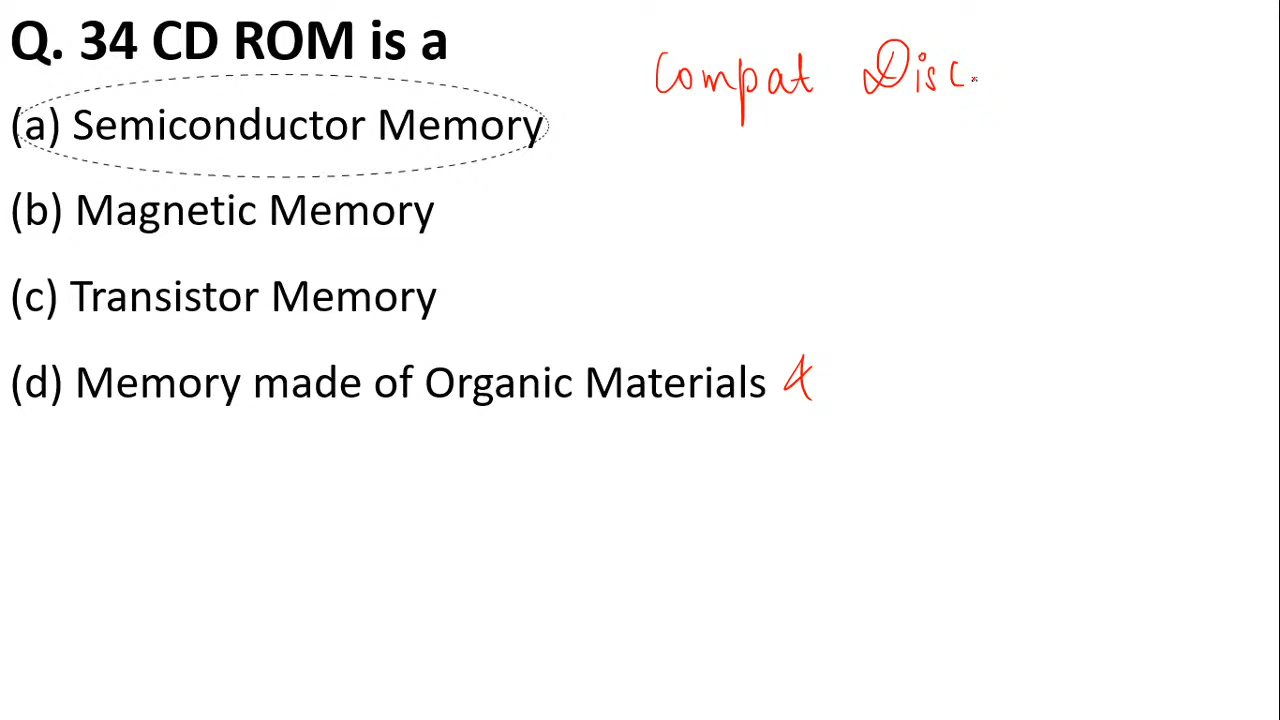 Q. 34 CD ROM is a
Compat Disc
(a) Semiconductor Memory
(b) Magnetic Memory
(c) Transistor Memory
(d) Memory made of Organic Materials